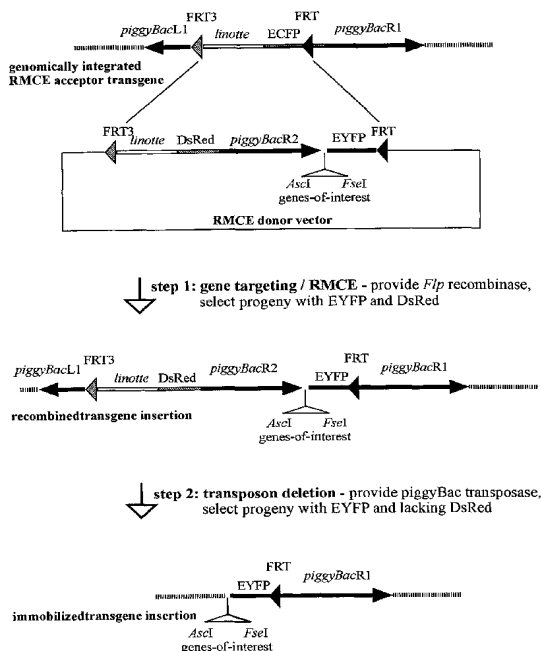 piggyBacL1 FRT3 linotte ECFP FRT piggyBacR1
genomically integrated
RMCE acceptor transgene
FRT3 linotte DsRed piggyBacR2 EYFP FRT
AscI FseI
genes-of-interest
RMCE donor vector
step 1: gene targeting / RMCE - provide Flp recombinase,
select progeny with EYFP and DsRed
piggyBacL1 FRT3 linotte DsRed piggyBacR2 EYFP FRT piggyBacR1
recombinedtransgene insertion
AscI FseI
genes-of-interest
step 2: transposon deletion - provide piggyBac transposase,
select progeny with EYFP and lacking DsRed
EYFP FRT piggyBacR1
immobilizedtransgene insertion
AscI FseI
genes-of-interest